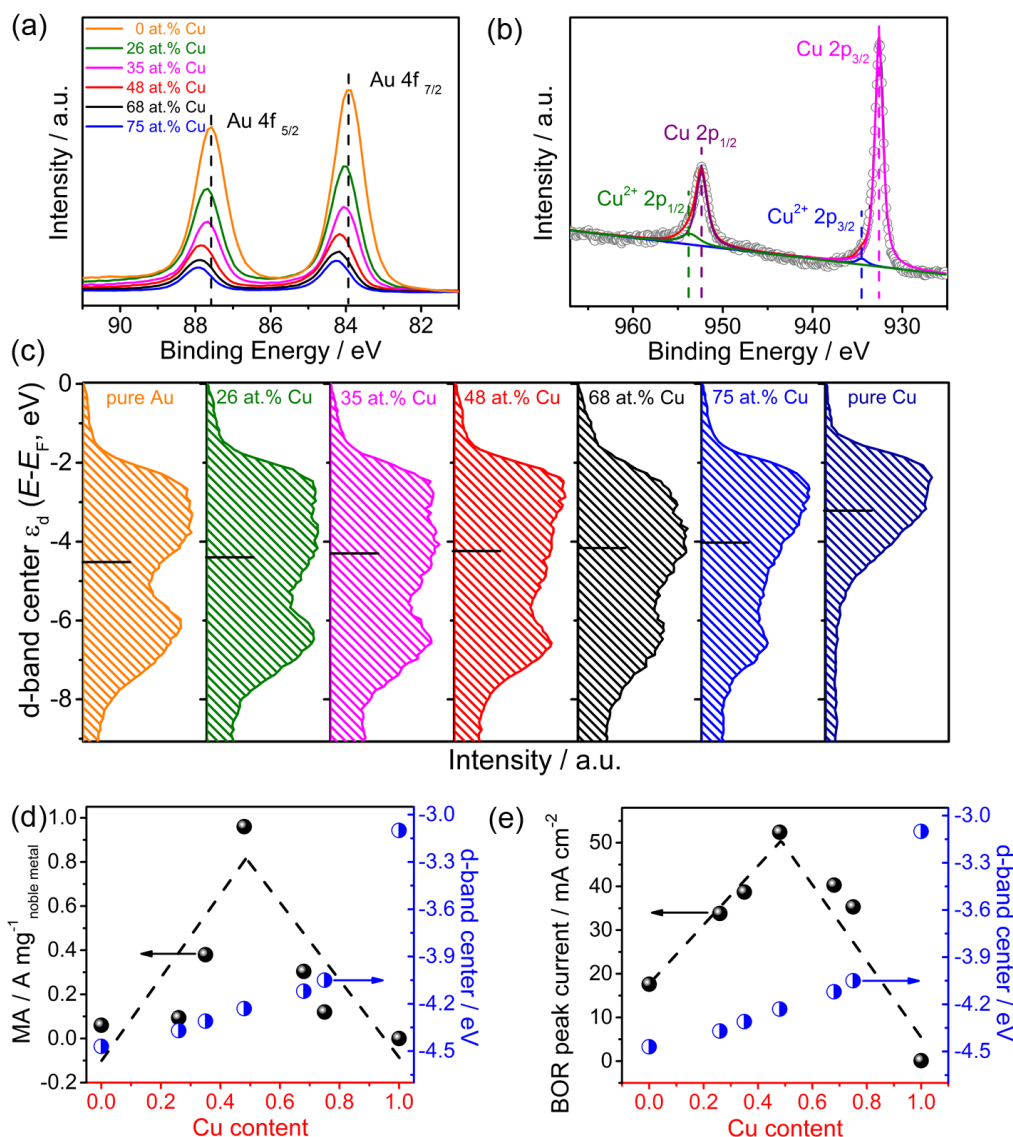 (a)
0 at.% Cu
26 at.% Cu
35 at.% Cu
48 at.% Cu
68 at.% Cu
75 at.% Cu
Au 4f 5/2
Au 4f 7/2
Intensity / a.u.
90 88 86 84 82
Binding Energy / eV
(b)
Cu 2p3/2
Cu 2p1/2
Cu2+ 2p1/2
Cu2+ 2p3/2
Intensity / a.u.
960 950 940 930
Binding Energy / eV
(c)
d-band center εd (E-EF, eV)
0
-2
-4
-6
-8
pure Au 26 at.% Cu 35 at.% Cu 48 at.% Cu 68 at.% Cu 75 at.% Cu pure Cu
Intensity / a.u.
(d)
MA / A mg-1 noble metal
1.0
0.8
0.6
0.4
0.2
0.0
-0.2
0.0 0.2 0.4 0.6 0.8 1.0
Cu content
-3.0
-3.3
-3.6
-3.9
-4.2
-4.5
d-band center / eV
(e)
BOR peak current / mA cm-2
50
40
30
20
10
0
0.0 0.2 0.4 0.6 0.8 1.0
Cu content
-3.0
-3.3
-3.6
-3.9
-4.2
-4.5
d-band center / eV